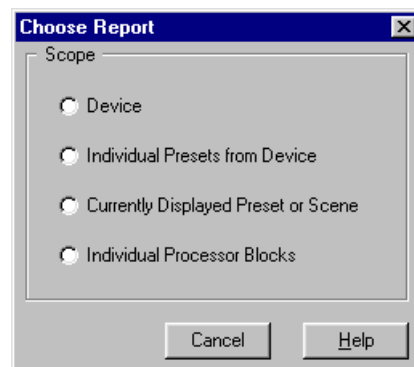 Choose Report
Scope
Device
Individual Presets from Device
Currently Displayed Preset or Scene
Individual Processor Blocks
Cancel Help